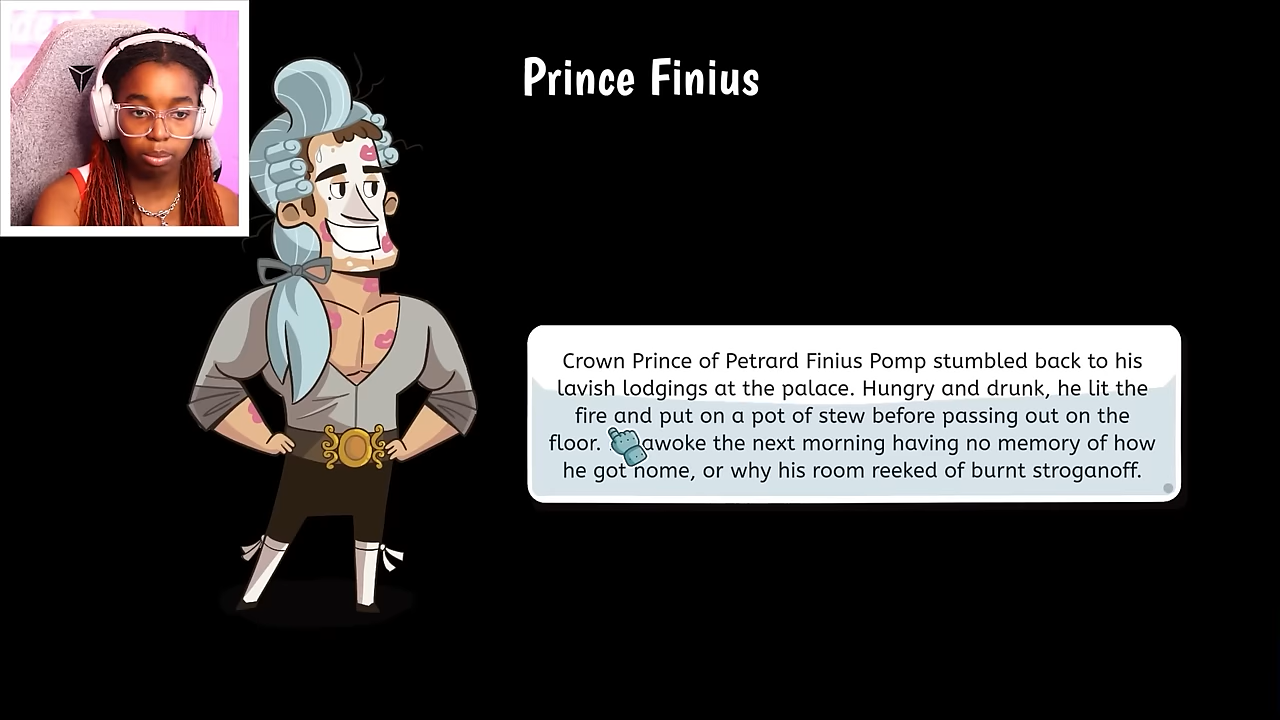 Prince Finius
Crown Prince of Petrard Finius Pomp stumbled back to his
lavish lodgings at the palace. Hungry and drunk, he lit the
fire and put on a pot of stew before passing out on the
floor. awoke the next morning having no memory of how
he got home, or why his room reeked of burnt stroganoff.